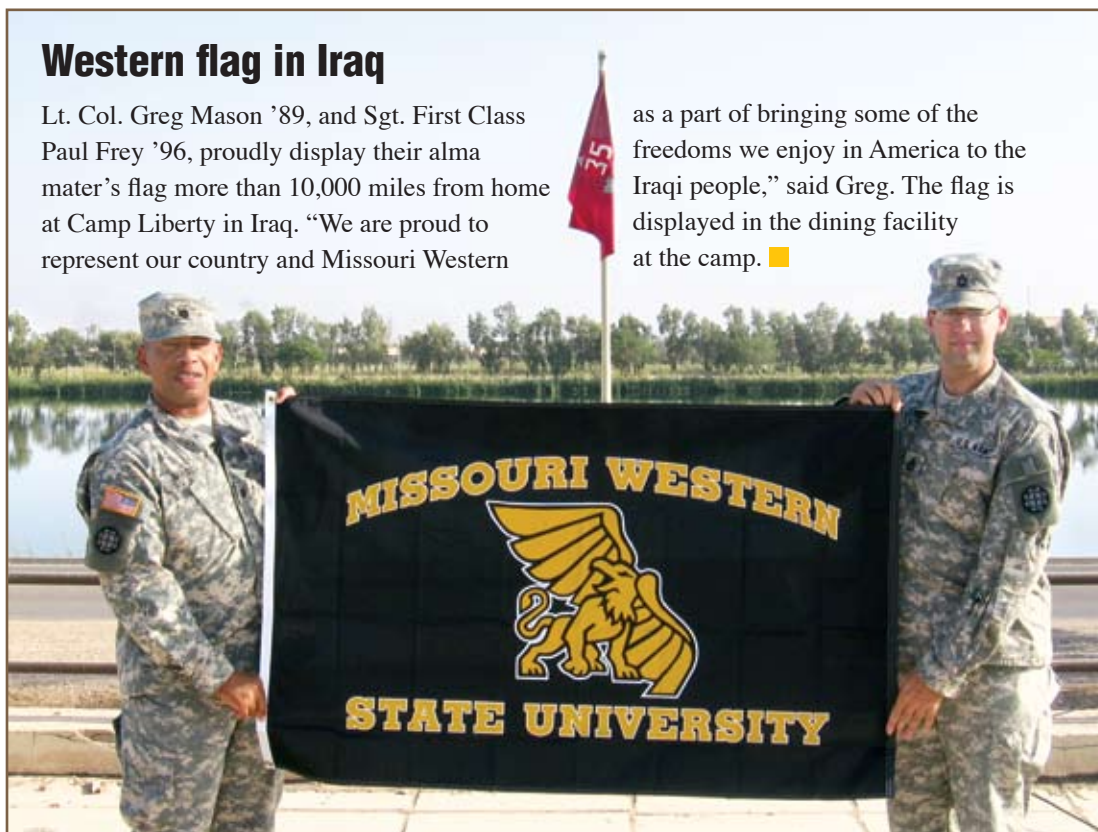 Western flag in Iraq
Lt. Col. Greg Mason ’89, and Sgt. First Class
Paul Frey ’96, proudly display their alma
mater’s flag more than 10,000 miles from home
at Camp Liberty in Iraq. “We are proud to
represent our country and Missouri Western
as a part of bringing some of the
freedoms we enjoy in America to the
Iraqi people,” said Greg. The flag is
displayed in the dining facility
at the camp.
35
MISSOURI WESTERN
STATE UNIVERSITY